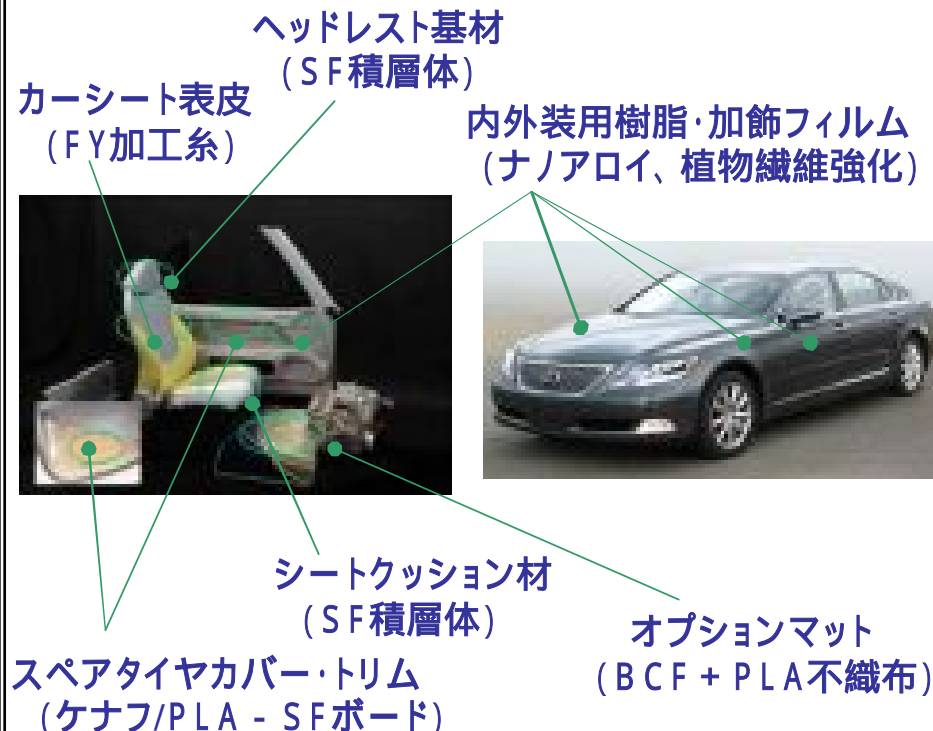 ヘッドレスト基材
(SF積層体)
カーシート表皮
(FY加工糸)
内外装用樹脂・加飾フィルム
(ナノアロイ、植物繊維強化)
シートクッション材
(SF積層体)
オプションマット
(BCF+PLA不織布)
スペアタイヤカバー・トリム
(ケナフ/PLA-SFボード)